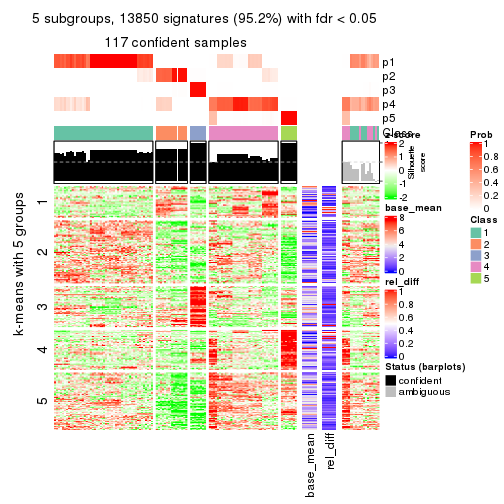 5 subgroups, 13850 signatures (95.2%) with fdr < 0.05
117 confident samples
p1
p2
p3
p4
p5
Class
z-score
2
1
0
-1
-2
Silhouette
score
Prob
1
0.8
0.6
0.4
0.2
0
Class
1
2
3
4
5
base_mean
8
6
4
2
0
rel_diff
1
0.8
0.6
0.4
0.2
0
Status (barplots)
confident
ambiguous
k-means with 5 groups
1
2
3
4
5
base_mean
rel_diff